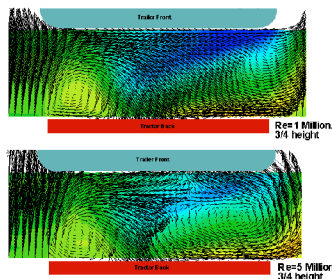 Trailer Front
Tractor Back
Re=1 Million,
3/4 height
Trailer Front
Tractor Back
Re=5 Million
3/4 height